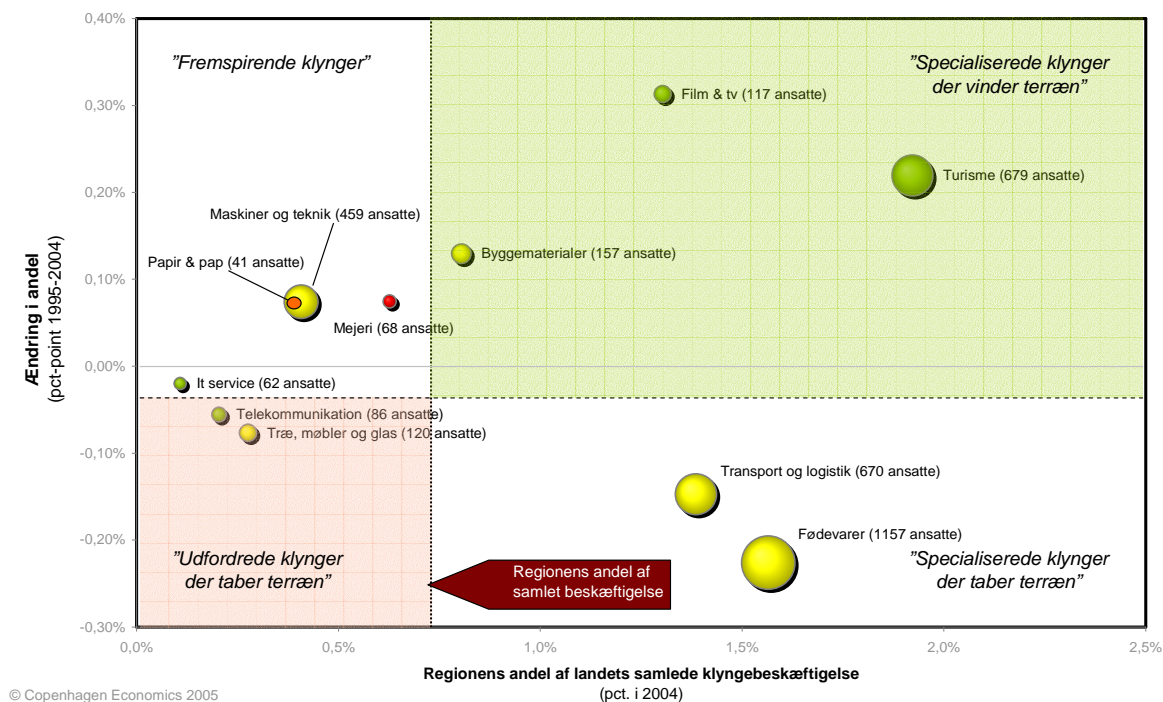 0,40%
0,30%
0,20%
0,10%
0,00%
-0,10%
-0,20%
-0,30%
Ændring i andel
(pct-point 1995-2004)
”Fremspirende klynger”
”Specialiserede klynger
der vinder terræn”
Film & tv (117 ansatte)
Turisme (679 ansatte)
Maskiner og teknik (459 ansatte)
Byggematerialer (157 ansatte)
Papir & pap (41 ansatte)
Mejeri (68 ansatte)
It service (62 ansatte)
Telekommunikation (86 ansatte)
Træ, møbler og glas (120 ansatte)
Transport og logistik (670 ansatte)
Fødevarer (1157 ansatte)
”Udfordrede klynger
der taber terræn”
Regionens andel af
samlet beskæftigelse
”Specialiserede klynger
der taber terræn”
0,0%
0,5%
1,0%
1,5%
2,0%
2,5%
Regionens andel af landets samlede klyngebeskæftigelse
(pct. i 2004)
© Copenhagen Economics 2005